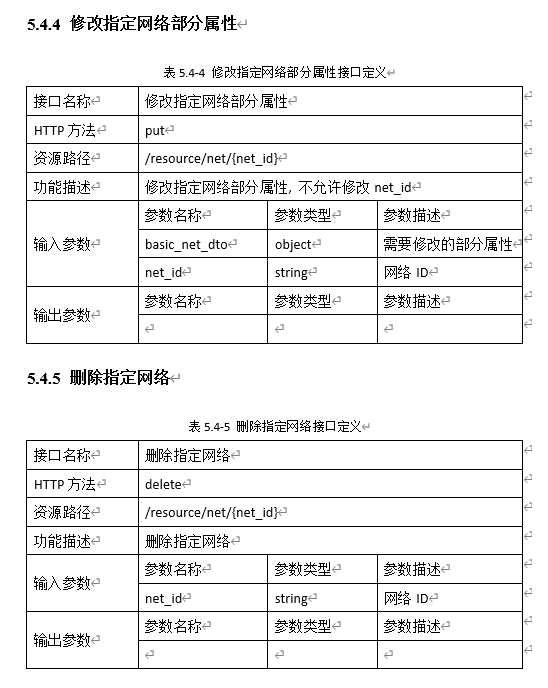 5.4.4 修改指定网络部分属性
表 5.4-4 修改指定网络部分属性接口定义
接口名称 修改指定网络部分属性
HTTP 方法 put
资源路径 /resource/net/{net_id}
功能描述 修改指定网络部分属性, 不允许修改 net_id
输入参数 参数名称 参数类型 参数描述
basic_net_dto object 需要修改的部分属性
net_id string 网络 ID
输出参数 参数名称 参数类型 参数描述
5.4.5 删除指定网络
表 5.4-5 删除指定网络接口定义
接口名称 删除指定网络
HTTP 方法 delete
资源路径 /resource/net/{net_id}
功能描述 删除指定网络
输入参数 参数名称 参数类型 参数描述
net_id string 网络 ID
输出参数 参数名称 参数类型 参数描述